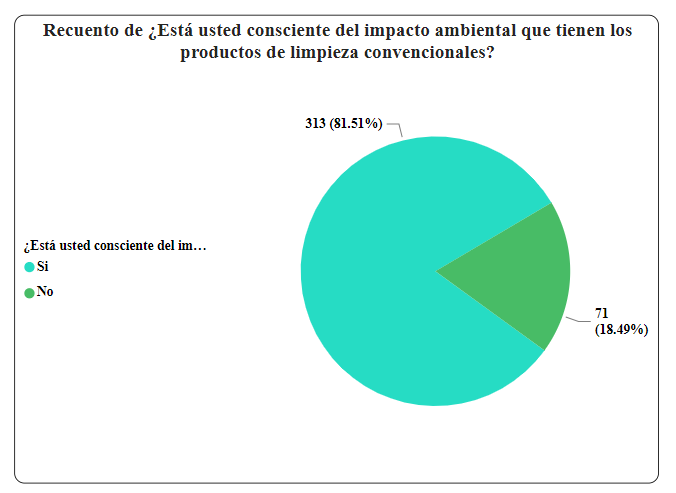 Recuento de ¿Está usted consciente del impacto ambiental que tienen los
productos de limpieza convencionales?
313 (81.51%)
¿Está usted consciente del im…
Si
No
71
(18.49%)